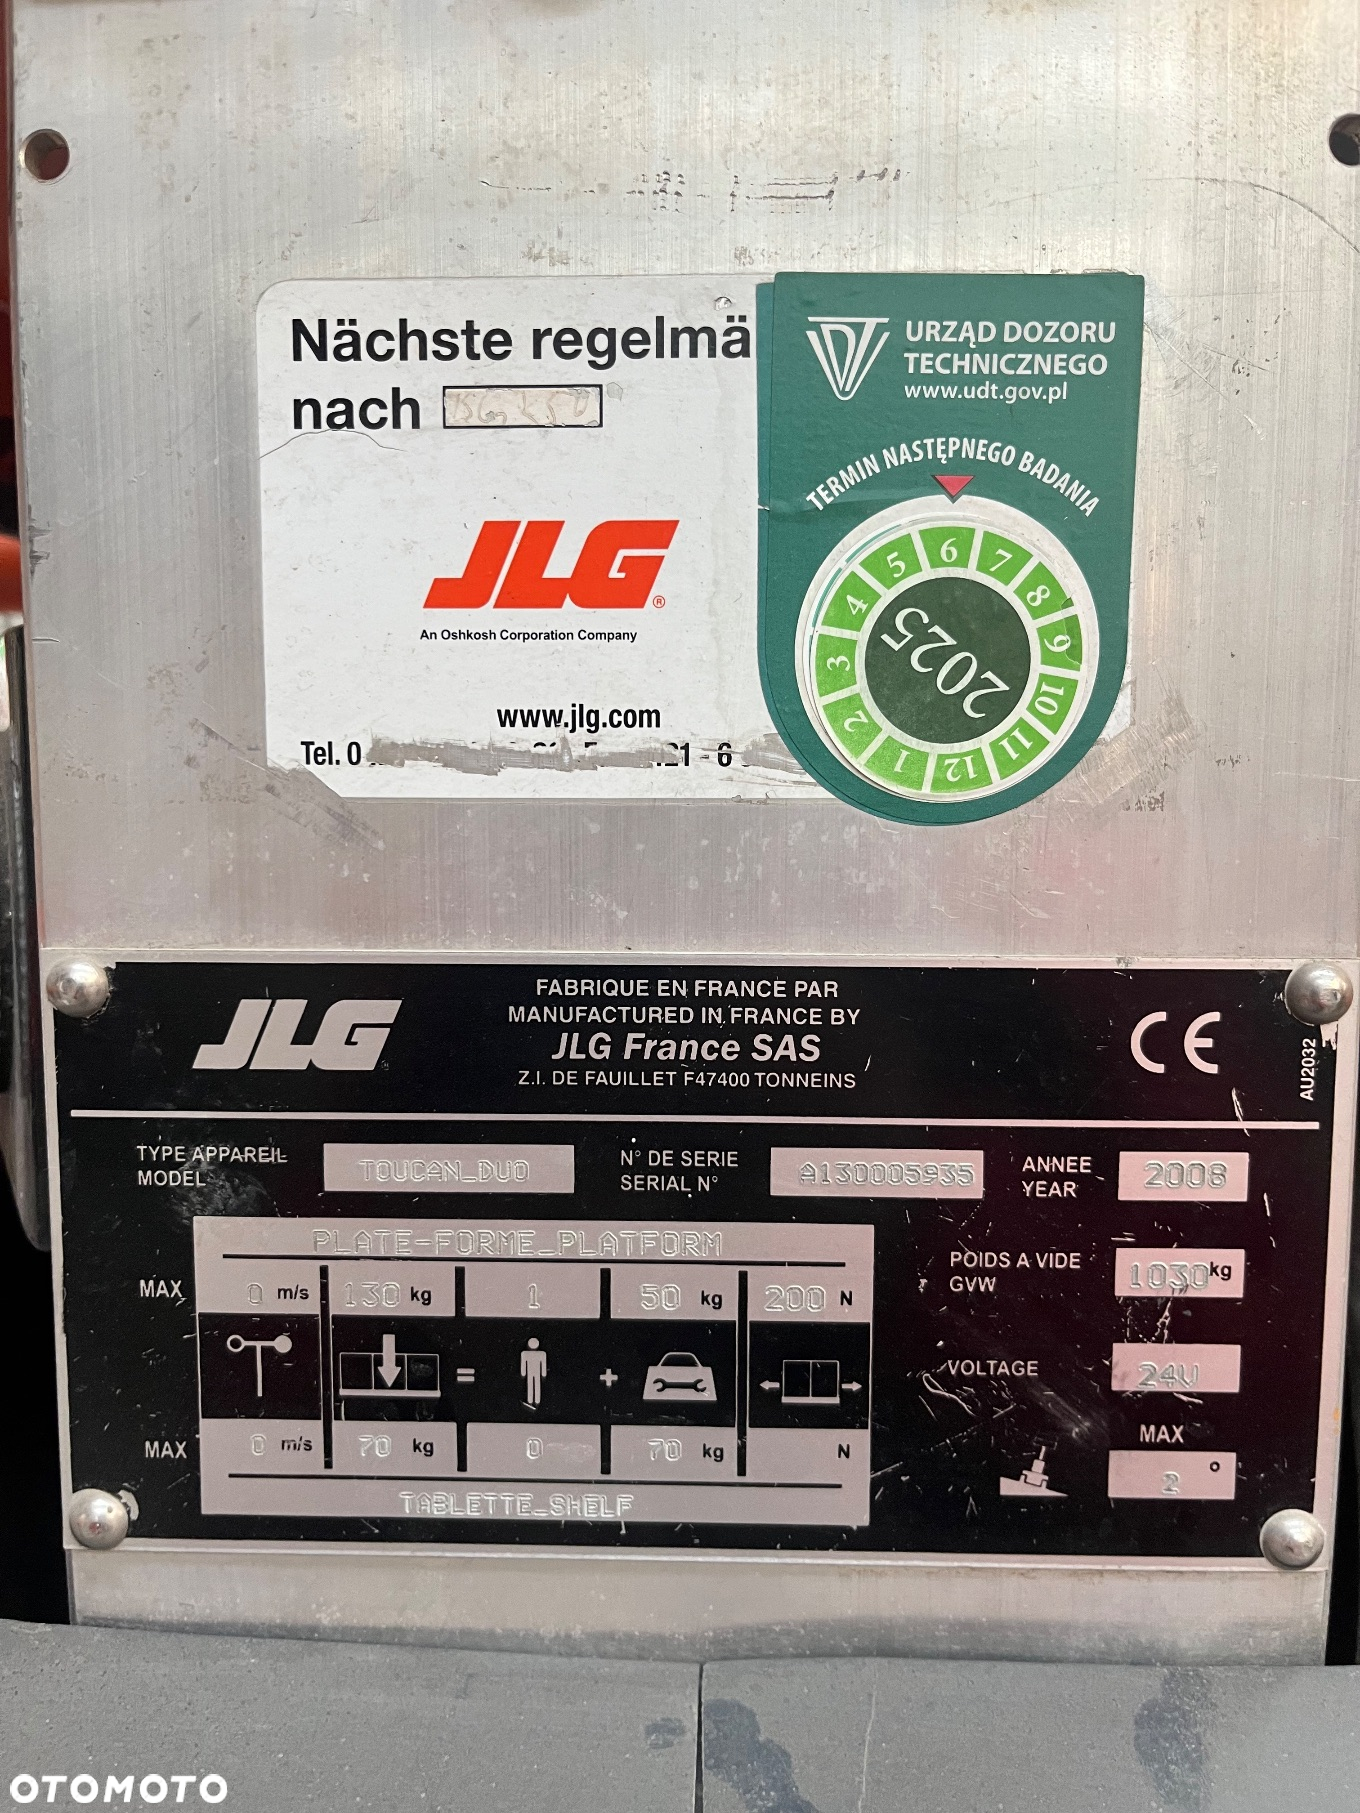 Nächste regelmä
nach
JLG®
An Oshkosh Corporation Company
www.jlg.com
Tel. 0
21 - 6
UDT
URZĄD DOZORU
TECHNICZNEGO
www.udt.gov.pl
TERMIN NASTĘPNEGO BADANIA
1 2 3 4 5 6 7 8 9 10 11 12
2025
JLG
FABRIQUE EN FRANCE PAR
MANUFACTURED IN FRANCE BY
JLG France SAS
Z.I. DE FAUILLET F47400 TONNEINS
CE
AU2032
TYPE APPAREIL
MODEL
TOUCAN_DUO
N° DE SERIE
SERIAL N°
A130005935
ANNEE
YEAR
2008
PLATE-FORME_PLATFORM
MAX 0 m/s 130 kg 1 50 kg 200 N
= +
MAX 0 m/s 70 kg 0 70 kg N
TABLETTE_SHELF
POIDS A VIDE
GVW
1030 kg
VOLTAGE
24V
MAX
2°
OTOMOTO